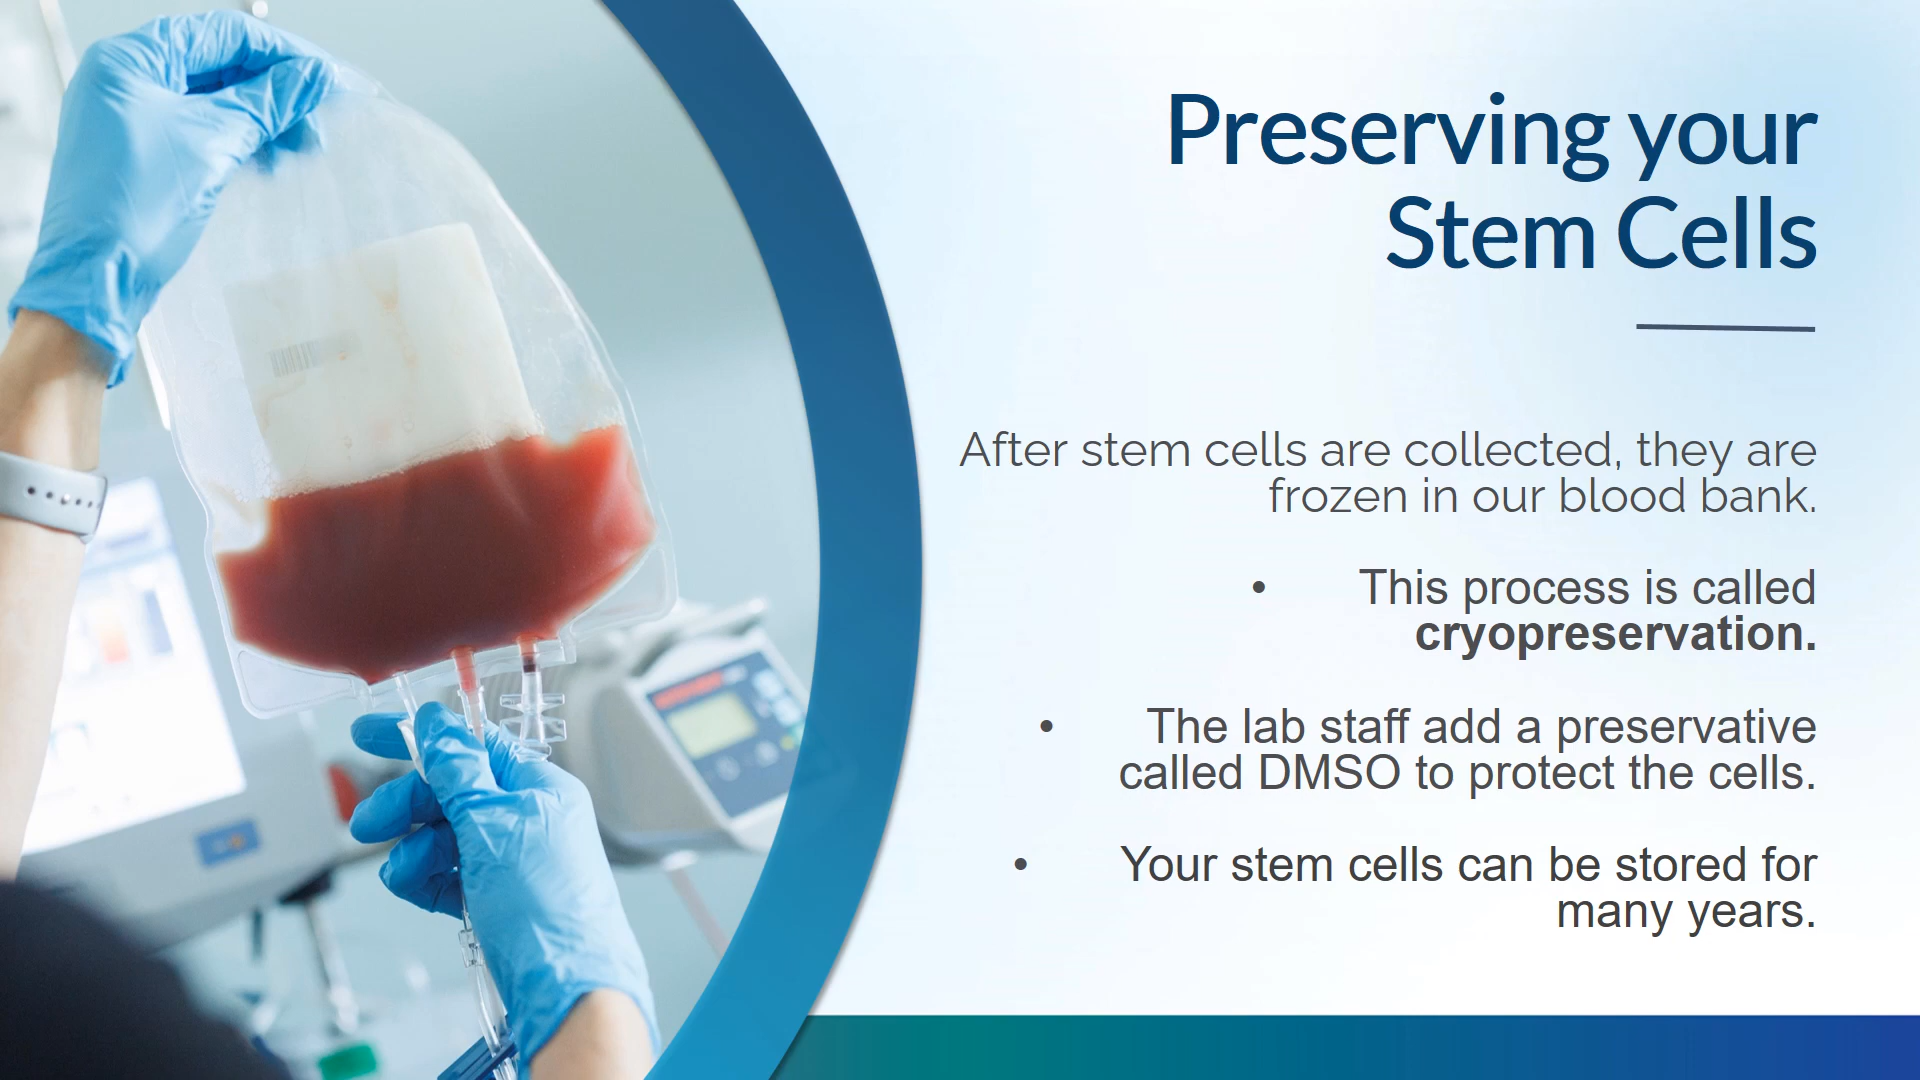 Preserving your
Stem Cells
After stem cells are collected, they are
frozen in our blood bank.
• This process is called
cryopreservation.
• The lab staff add a preservative
called DMSO to protect the cells.
• Your stem cells can be stored for
many years.